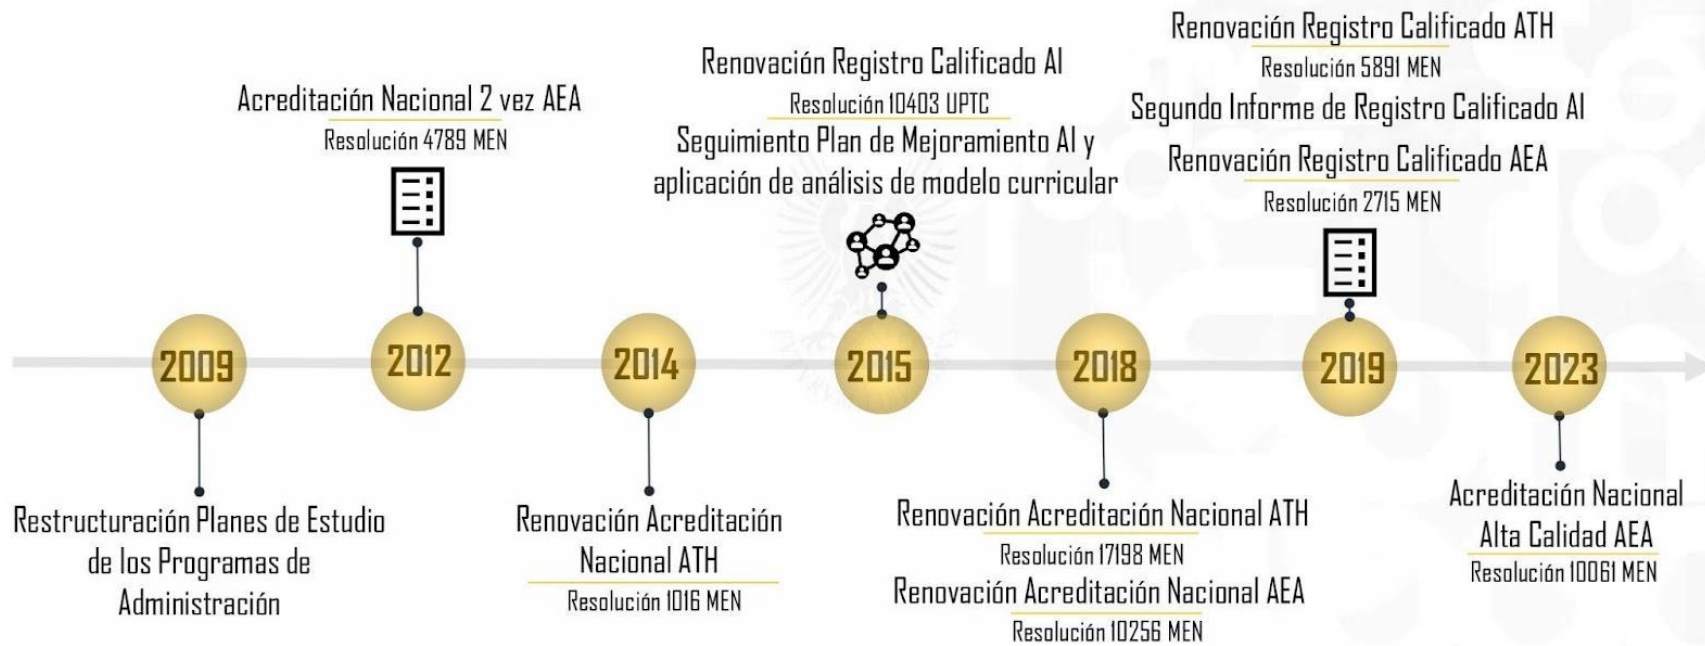 2009
Restructuración Planes de Estudio
de los Programas de
Administración
Acreditación Nacional 2 vez AEA
Resolución 4789 MEN
2012
2014
Renovación Acreditación
Nacional ATH
Resolución 1016 MEN
Renovación Registro Calificado AI
Resolución 10403 UPTC
Seguimiento Plan de Mejoramiento AI y
aplicación de análisis de modelo curricular
2015
2018
Renovación Acreditación Nacional ATH
Resolución 17198 MEN
Renovación Acreditación Nacional AEA
Resolución 10256 MEN
Renovación Registro Calificado ATH
Resolución 5891 MEN
Segundo Informe de Registro Calificado AI
Renovación Registro Calificado AEA
Resolución 2715 MEN
2019
2023
Acreditación Nacional
Alta Calidad AEA
Resolución 10061 MEN